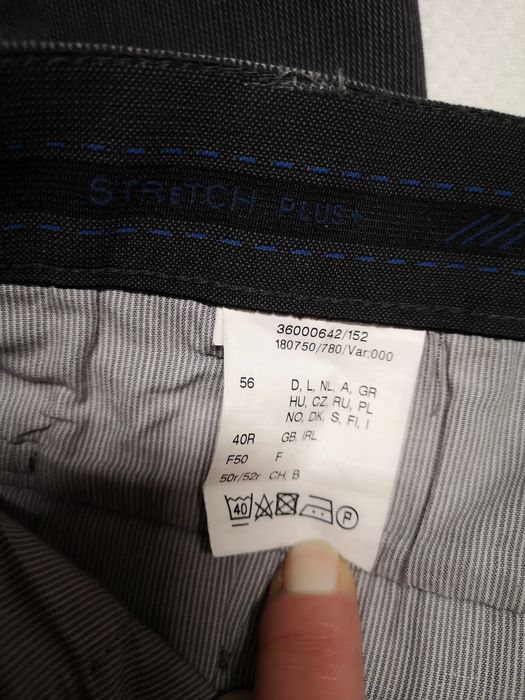 STRETCH PLUS+
36000642/152
180750/780/Var:000
56 D, L, NL, A, GR
HU, CZ, RU, PL
NO, DK, S, FI, I
40R GB, IRL
F50 F
50r/52r CH, B
40 P